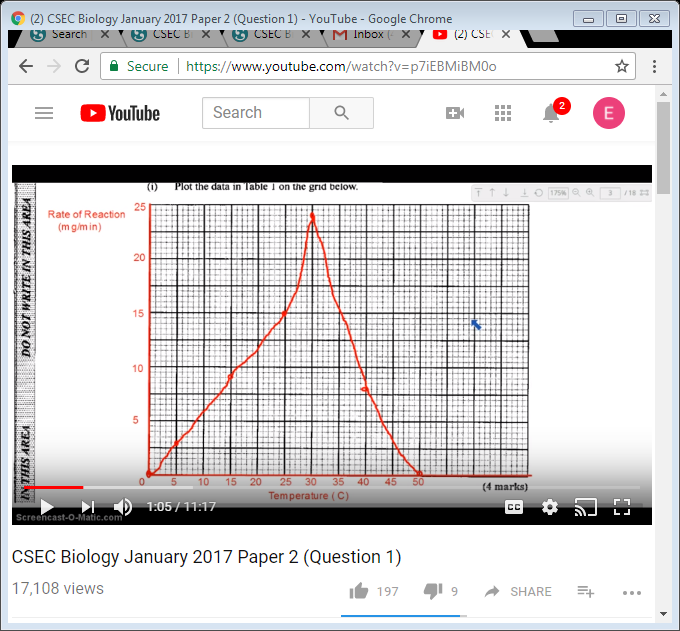 (2) CSEC Biology January 2017 Paper 2 (Question 1) - YouTube - Google Chrome
Search
CSEC B
CSEC B
Inbox (
(2) CSE
Secure
https://www.youtube.com/watch?v=p7iEBMiBM0o
YouTube
Search
2
E
(i) Plot the data in Table 1 on the grid below.
175%
3 / 18
DO NOT WRITE IN THIS AREA
IN THIS AREA
Rate of Reaction
(mg/min)
25
20
15
10
5
0 5 10 15 20 25 30 35 40 45 50
Temperature ( C)
(4 marks)
1:05 / 11:17
CC
Screencast-O-Matic.com
CSEC Biology January 2017 Paper 2 (Question 1)
17,108 views
197
9
SHARE